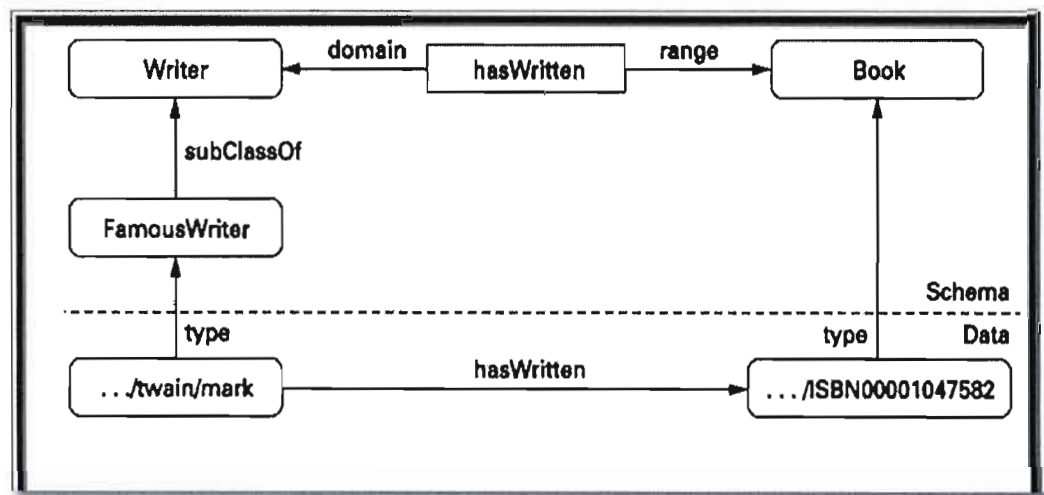 Writer
domain
hasWritten
range
Book
subClassOf
FamousWriter
Schema
type
type
Data
.../twain/mark
hasWritten
.../ISBN00001047582